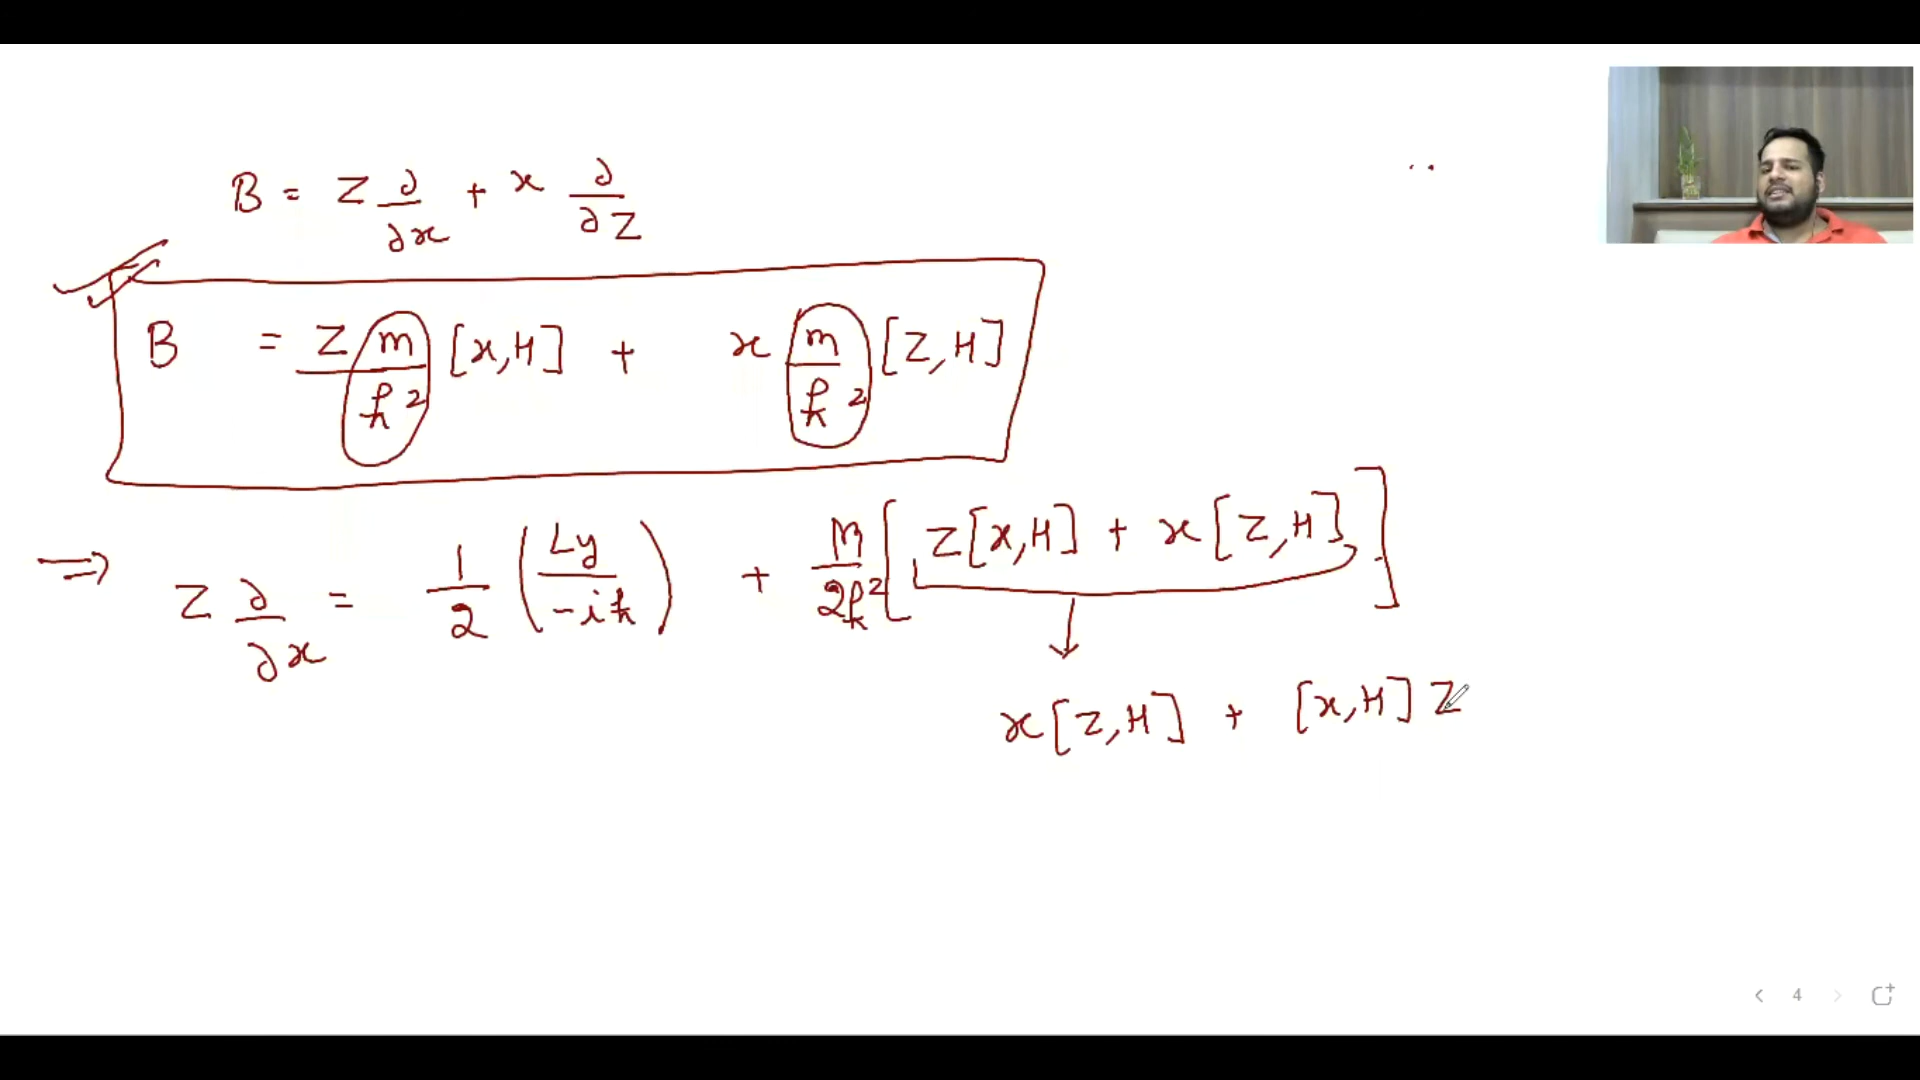 B = z ∂/∂x + x ∂/∂z
B = z m/ħ² [x,H] + x m/ħ² [z,H]
⇒ z ∂/∂x = 1/2 (Ly/-iħ) + m/2ħ² [z[x,H] + x[z,H]]
x[z,H] + [x,H] z
< 4 >